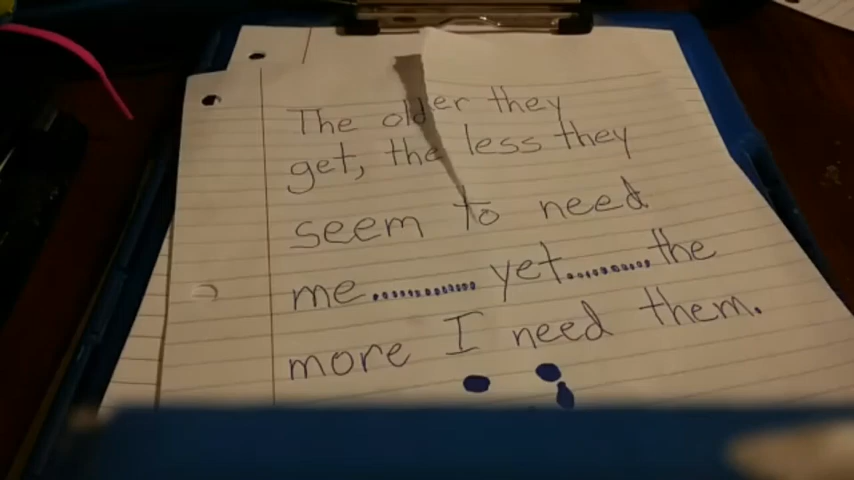 The older they
get, the less they
seem to need
me............. yet..........the
more I need them.